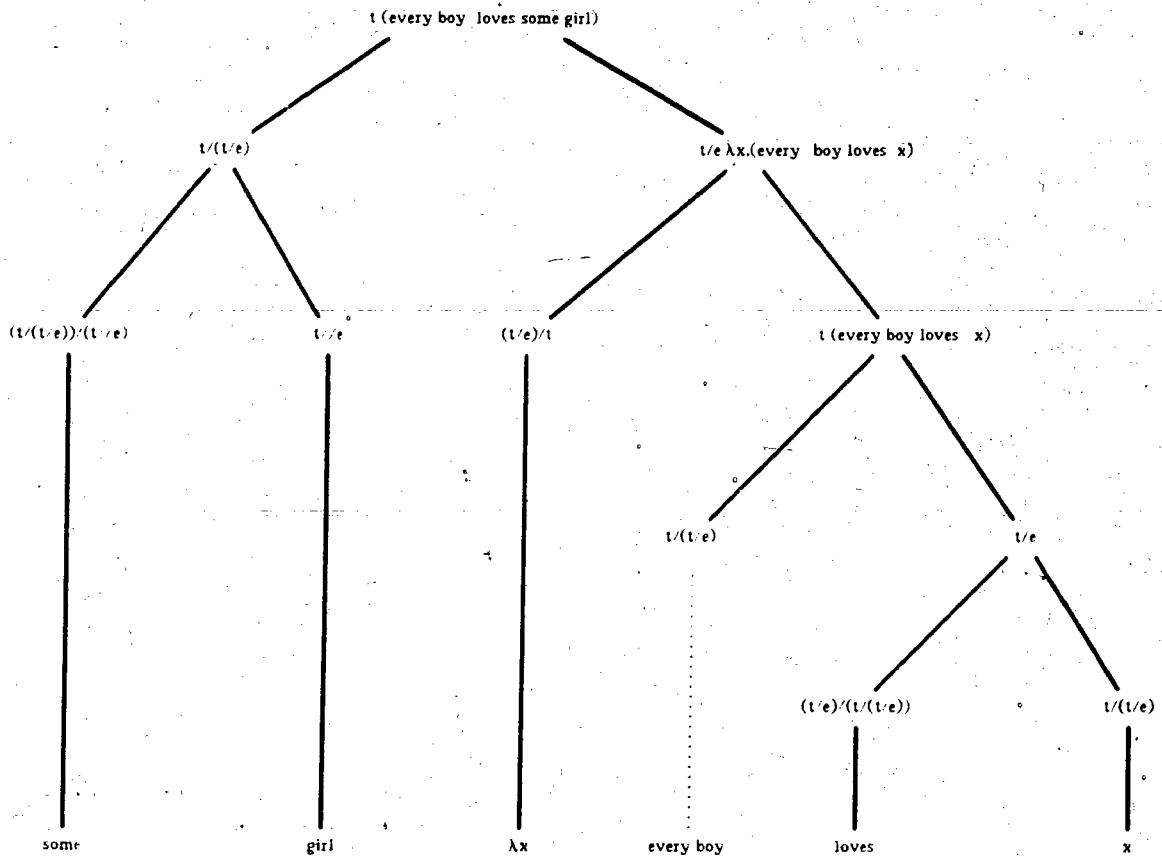 t (every boy loves some girl)
t/(t/e) t/e λx.(every boy loves x)
(t/(t/e))/(t//e) t//e (t/e)/t t (every boy loves x)
t/(t/e) t/e
(t/e)/(t/(t/e)) t/(t/e)
some girl λx every boy loves x